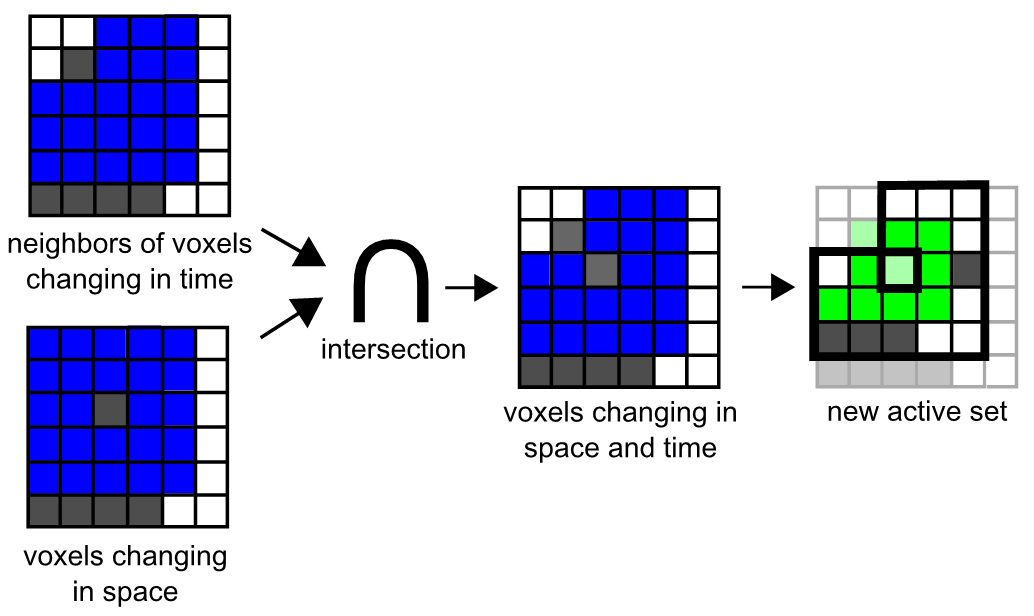 neighbors of voxels
changing in time
intersection
voxels changing in
space and time
new active set
voxels changing
in space